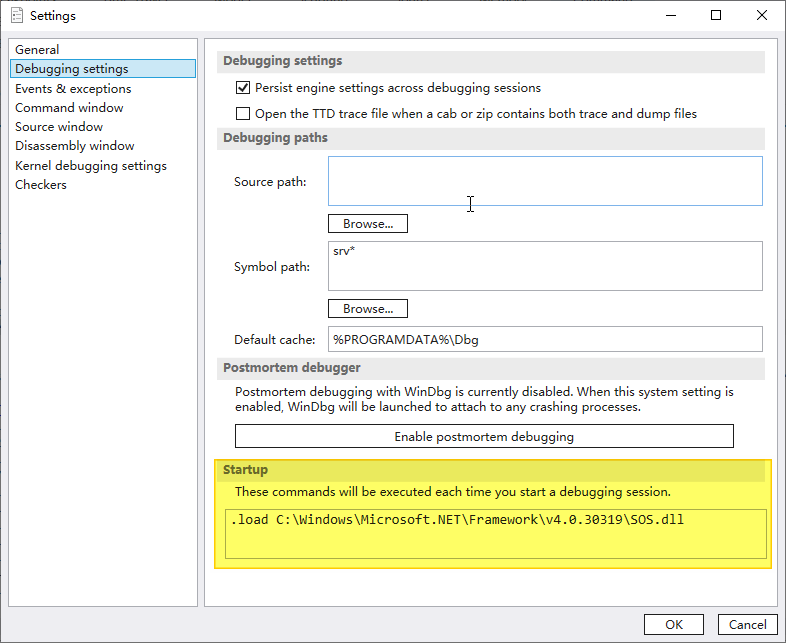 Settings
General
Debugging settings
Events & exceptions
Command window
Source window
Disassembly window
Kernel debugging settings
Checkers
Debugging settings
Persist engine settings across debugging sessions
Open the TTD trace file when a cab or zip contains both trace and dump files
Debugging paths
Source path:
Browse...
Symbol path:
srv*
Browse...
Default cache:
%PROGRAMDATA%\Dbg
Postmortem debugger
Postmortem debugging with WinDbg is currently disabled. When this system setting is
enabled, WinDbg will be launched to attach to any crashing processes.
Enable postmortem debugging
Startup
These commands will be executed each time you start a debugging session.
.load C:\Windows\Microsoft.NET\Framework\v4.0.30319\SOS.dll
OK
Cancel